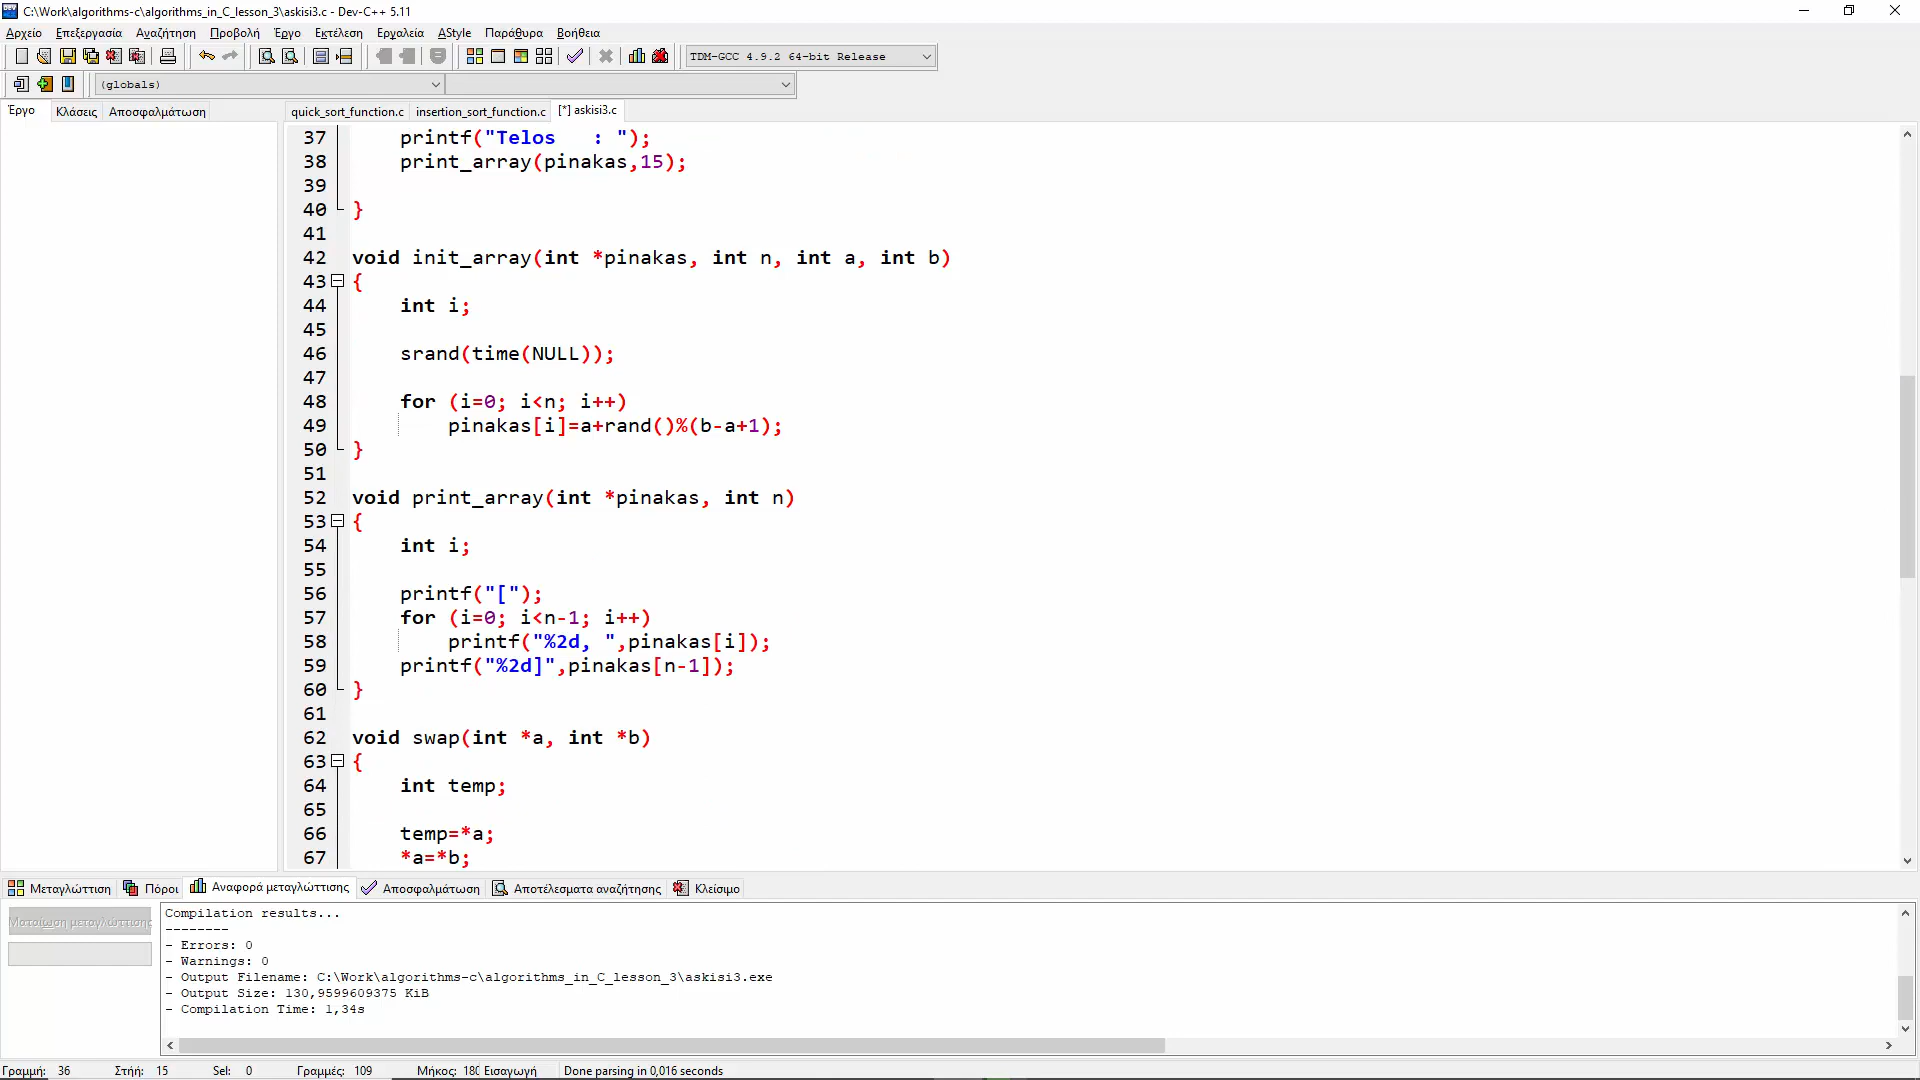 C:\Work\algorithms-c\algorithms_in_C_lesson_3\askisi3.c - Dev-C++ 5.11
Αρχείο Επεξεργασία Αναζήτηση Προβολή Έργο Εκτέλεση Εργαλεία AStyle Παράθυρα Βοήθεια
TDM-GCC 4.9.2 64-bit Release
(globals)
Έργο Κλάσεις Αποσφαλμάτωση quick_sort_function.c insertion_sort_function.c [*] askisi3.c
37 printf("Telos   : ");
38 print_array(pinakas,15);
39
40 }
41
42 void init_array(int *pinakas, int n, int a, int b)
43 {
44 int i;
45
46 srand(time(NULL));
47
48 for (i=0; i<n; i++)
49 pinakas[i]=a+rand()%(b-a+1);
50 }
51
52 void print_array(int *pinakas, int n)
53 {
54 int i;
55
56 printf("[");
57 for (i=0; i<n-1; i++)
58 printf("%2d, ",pinakas[i]);
59 printf("%2d]",pinakas[n-1]);
60 }
61
62 void swap(int *a, int *b)
63 {
64 int temp;
65
66 temp=*a;
67 *a=*b;
Μεταγλώττιση Πόροι Αναφορά μεταγλώττισης Αποσφαλμάτωση Αποτέλεσματα αναζήτησης Κλείσιμο
Ματαίωση μεταγλώττισης
Compilation results...
--------
- Errors: 0
- Warnings: 0
- Output Filename: C:\Work\algorithms-c\algorithms_in_C_lesson_3\askisi3.exe
- Output Size: 130,9599609375 KiB
- Compilation Time: 1,34s
Γραμμή: 36 Στήή: 15 Sel: 0 Γραμμές: 109 Μήκος: 180 Εισαγωγή Done parsing in 0,016 seconds